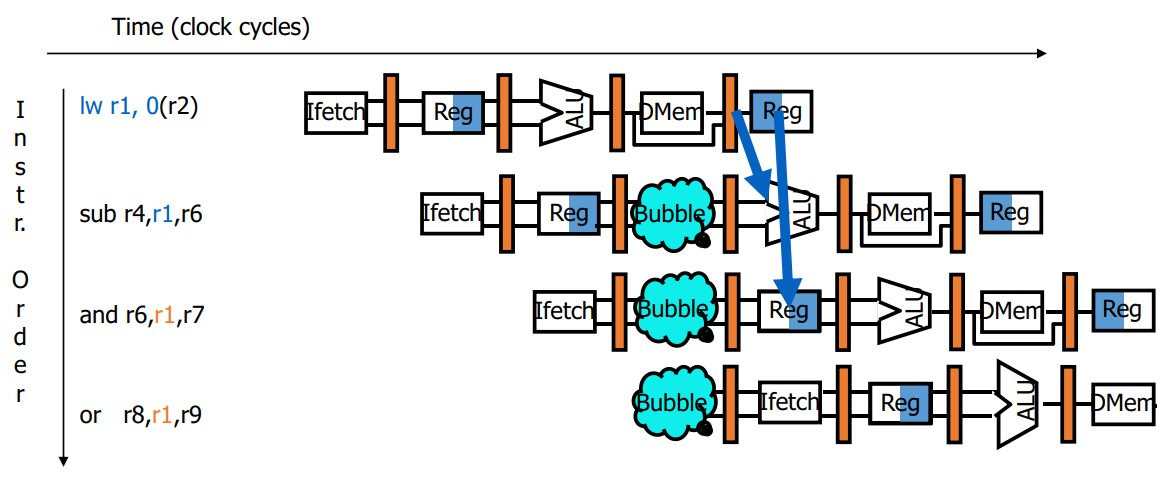 Time (clock cycles)
I
n
s
t
r.
O
r
d
e
r
lw r1, 0(r2)
Ifetch
Reg
ALU
DMem
Reg
sub r4,r1,r6
Ifetch
Reg
Bubble
ALU
DMem
Reg
and r6,r1,r7
Ifetch
Bubble
Reg
ALU
DMem
Reg
or r8,r1,r9
Bubble
Ifetch
Reg
ALU
DMem